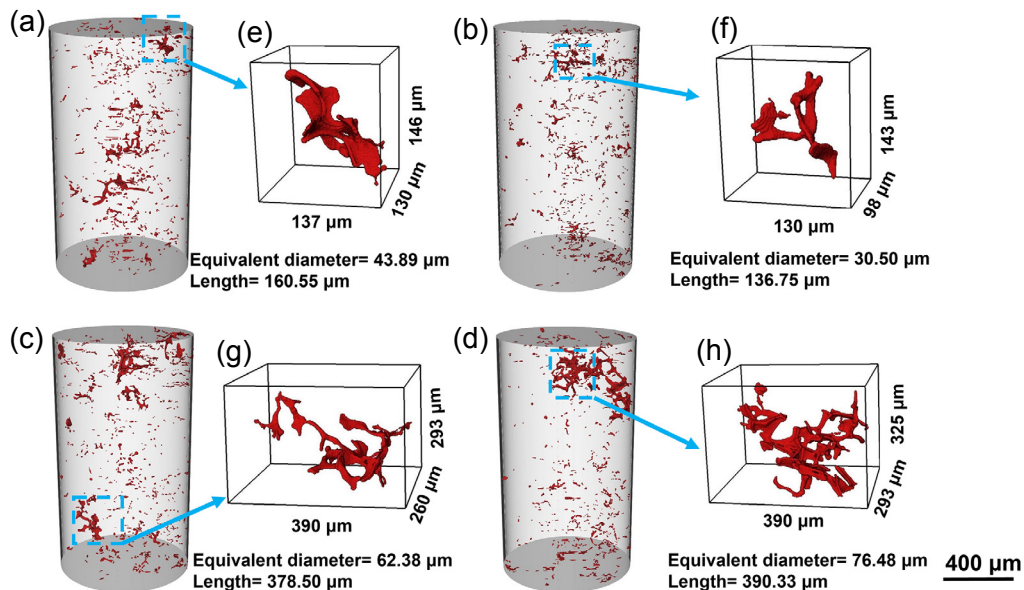 (a)
(e)
146 µm
130 µm
137 µm
Equivalent diameter= 43.89 µm
Length= 160.55 µm
(b)
(f)
143 µm
98 µm
130 µm
Equivalent diameter= 30.50 µm
Length= 136.75 µm
(c)
(g)
293 µm
260 µm
390 µm
Equivalent diameter= 62.38 µm
Length= 378.50 µm
(d)
(h)
325 µm
293 µm
390 µm
Equivalent diameter= 76.48 µm
Length= 390.33 µm
400 µm